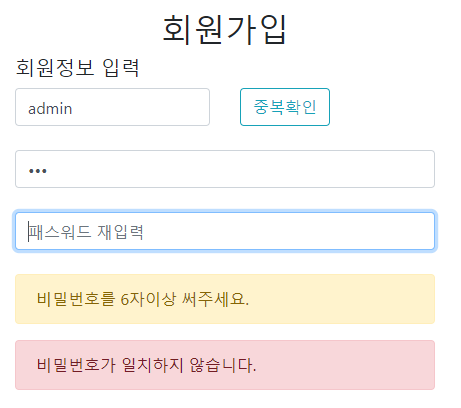 회원가입
회원정보 입력
admin
중복확인
•••
패스워드 재입력
비밀번호를 6자이상 써주세요.
비밀번호가 일치하지 않습니다.